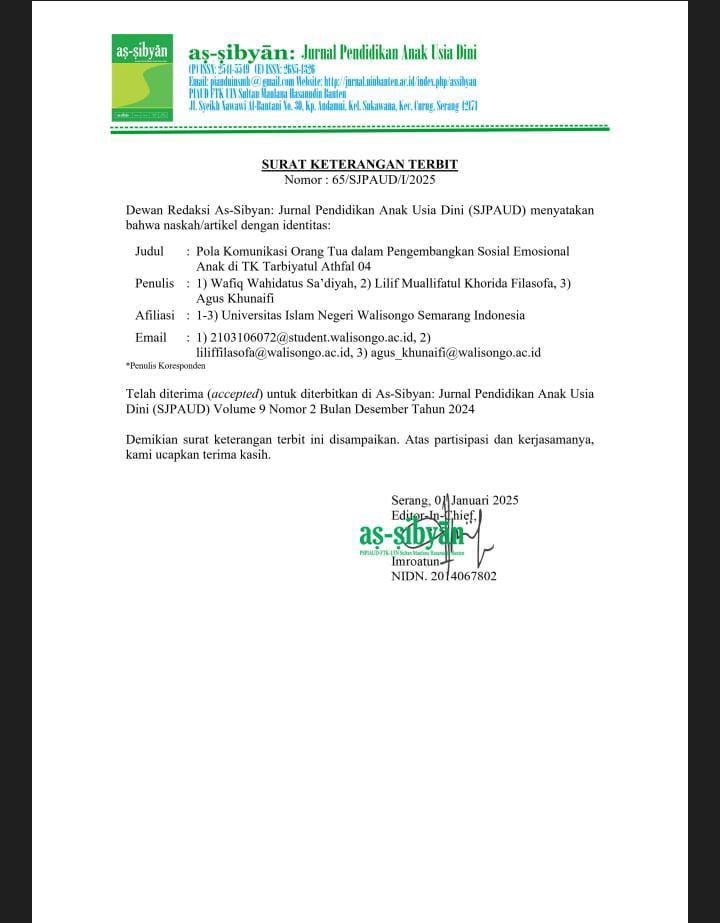 aṣ-ṣibyān
aṣ-ṣibyān: Jurnal Pendidikan Anak Usia Dini
(P) ISSN: 2541-5549 (E) ISSN: 2685-1326
Email: piauduinsmh@gmail.com Website: http://jurnal.uinbanten.ac.id/index.php/assibyan
PIAUD FTK UIN Sultan Maulana Hasanuddin Banten
Jl. Syeikh Nawawi Al-Bantani No. 30, Kp. Andamui, Kel. Sukawana, Kec. Curug, Serang 42171
SURAT KETERANGAN TERBIT
Nomor : 65/SJPAUD/I/2025
Dewan Redaksi As-Sibyan: Jurnal Pendidikan Anak Usia Dini (SJPAUD) menyatakan
bahwa naskah/artikel dengan identitas:
Judul : Pola Komunikasi Orang Tua dalam Pengembangkan Sosial Emosional
Anak di TK Tarbiyatul Athfal 04
Penulis : 1) Wafiq Wahidatus Sa’diyah, 2) Lilif Muallifatul Khorida Filasofa, 3)
Agus Khunaifi
Afiliasi : 1-3) Universitas Islam Negeri Walisongo Semarang Indonesia
Email : 1) 2103106072@student.walisongo.ac.id, 2)
liliffilasofa@walisongo.ac.id, 3) agus_khunaifi@walisongo.ac.id
*Penulis Koresponden
Telah diterima (accepted) untuk diterbitkan di As-Sibyan: Jurnal Pendidikan Anak Usia
Dini (SJPAUD) Volume 9 Nomor 2 Bulan Desember Tahun 2024
Demikian surat keterangan terbit ini disampaikan. Atas partisipasi dan kerjasamanya,
kami ucapkan terima kasih.
Serang, 01 Januari 2025
Editor-In-Chief,
aṣ-ṣibyān
Imroatun
NIDN. 2014067802